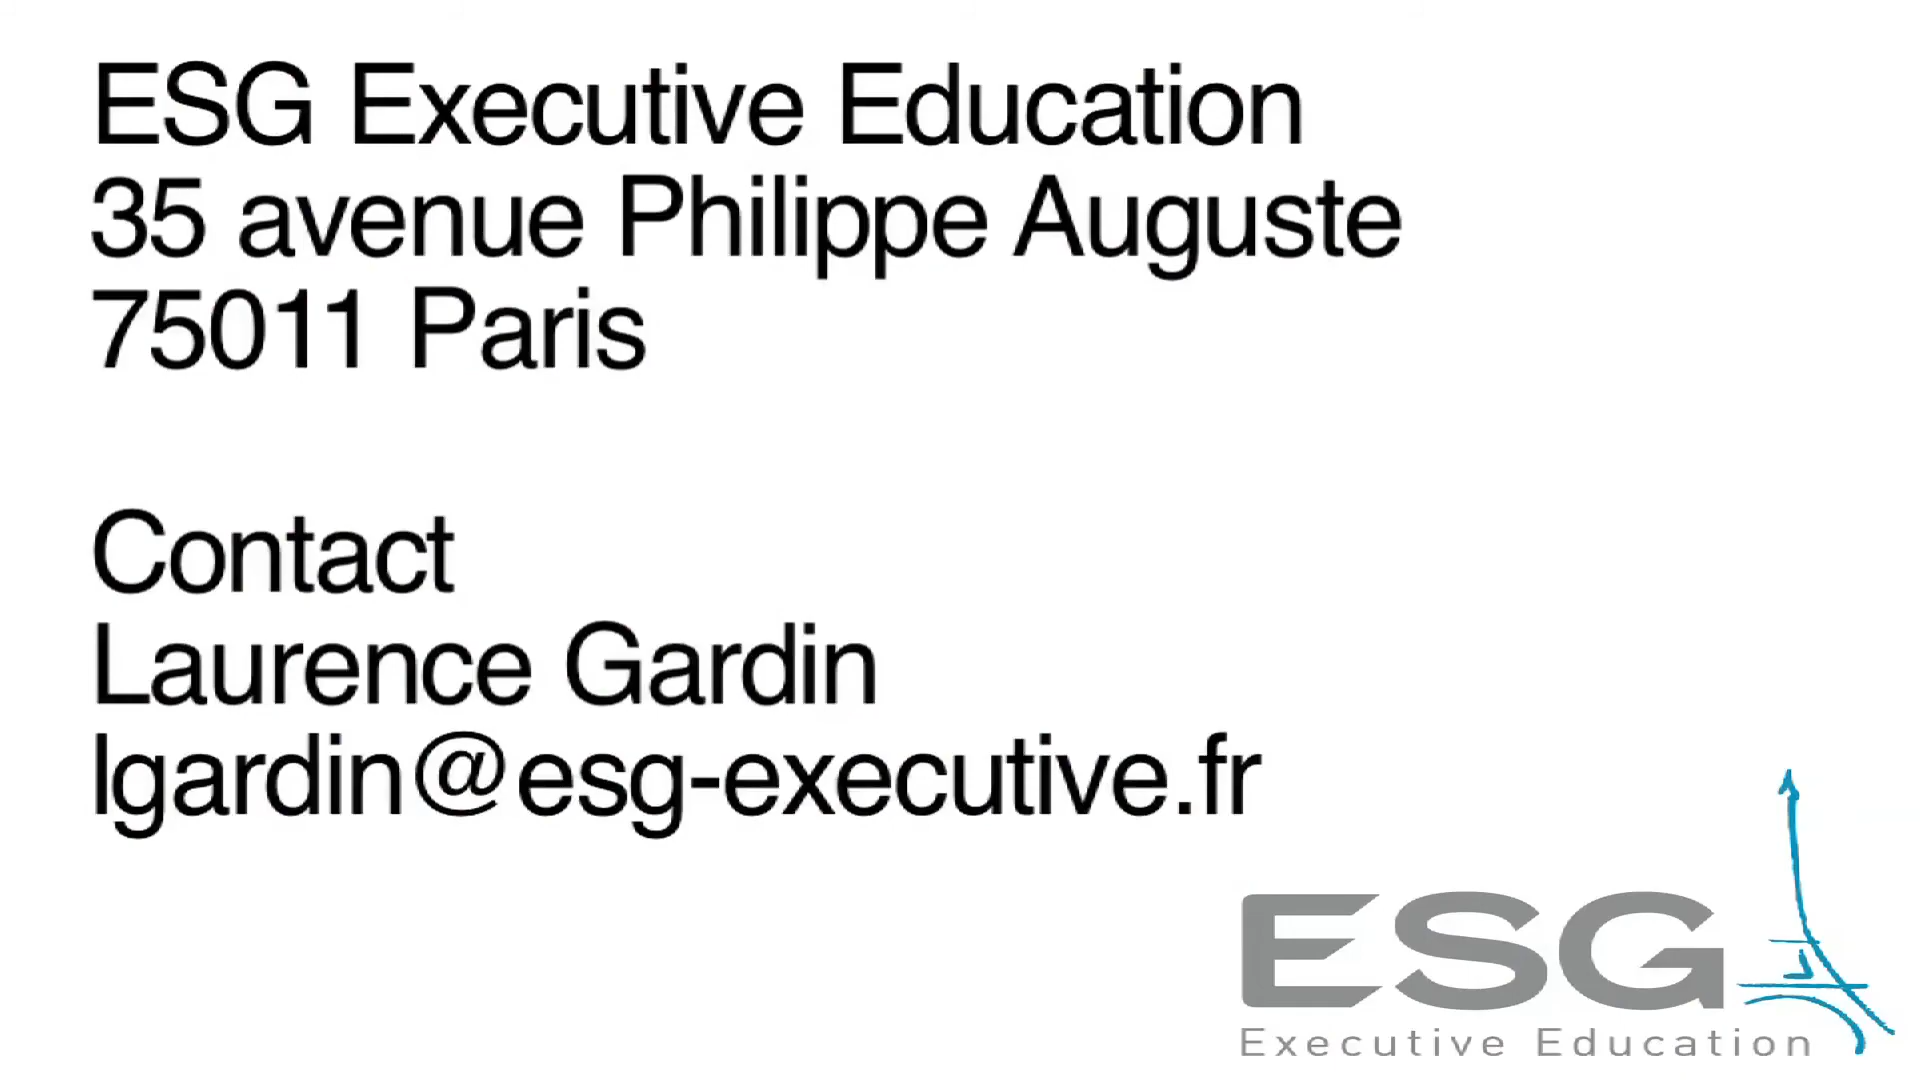 ESG Executive Education
35 avenue Philippe Auguste
75011 Paris
Contact
Laurence Gardin
lgardin@esg-executive.fr
ESG
Executive Education